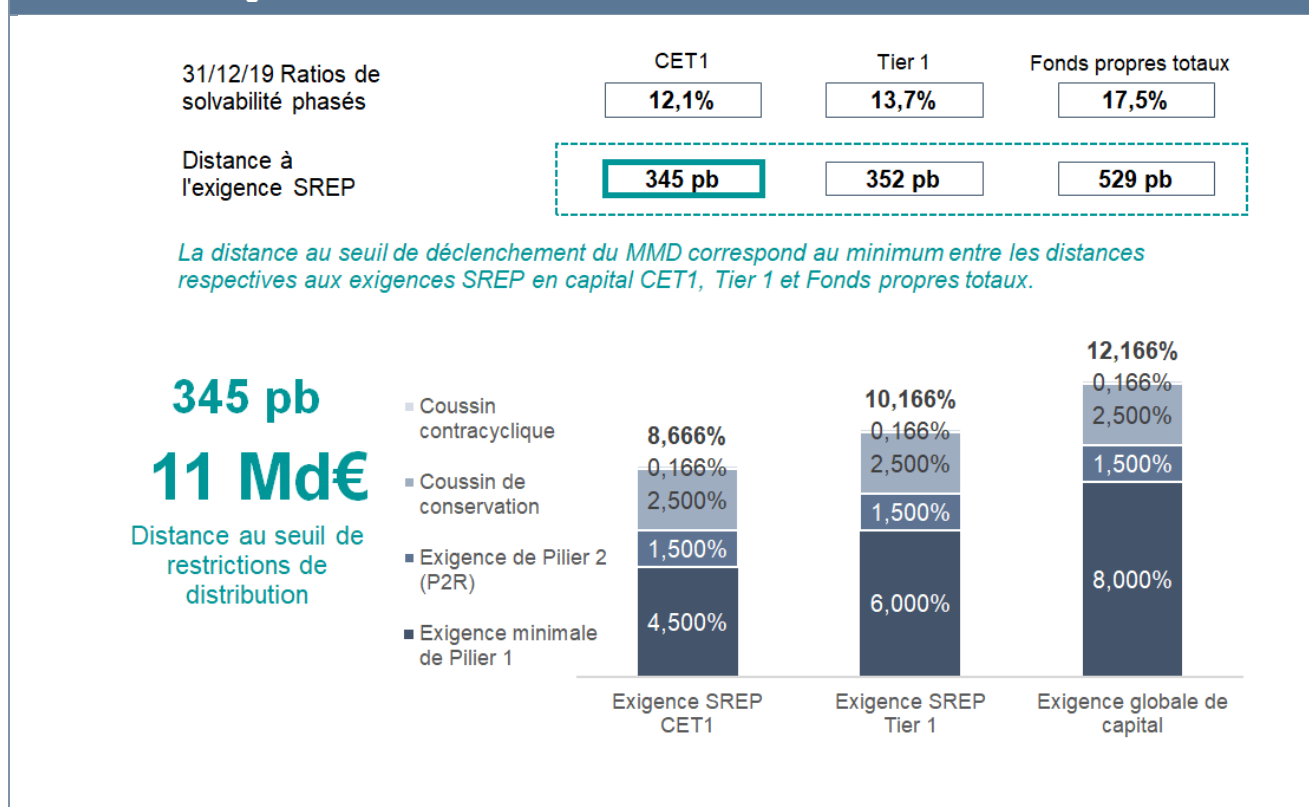 31/12/19 Ratios de
solvabilité phasés
CET1
Tier 1
Fonds propres totaux
12,1%
13,7%
17,5%
Distance à
l'exigence SREP
345 pb
352 pb
529 pb
La distance au seuil de déclenchement du MMD correspond au minimum entre les distances
respectives aux exigences SREP en capital CET1, Tier 1 et Fonds propres totaux.
345 pb
11 Md€
Distance au seuil de
restrictions de
distribution
Coussin
contracyclique
Coussin de
conservation
Exigence de Pilier 2
(P2R)
Exigence minimale
de Pilier 1
8,666%
0,166%
2,500%
1,500%
4,500%
10,166%
0,166%
2,500%
1,500%
6,000%
12,166%
0,166%
2,500%
1,500%
8,000%
Exigence SREP
CET1
Exigence SREP
Tier 1
Exigence globale de
capital